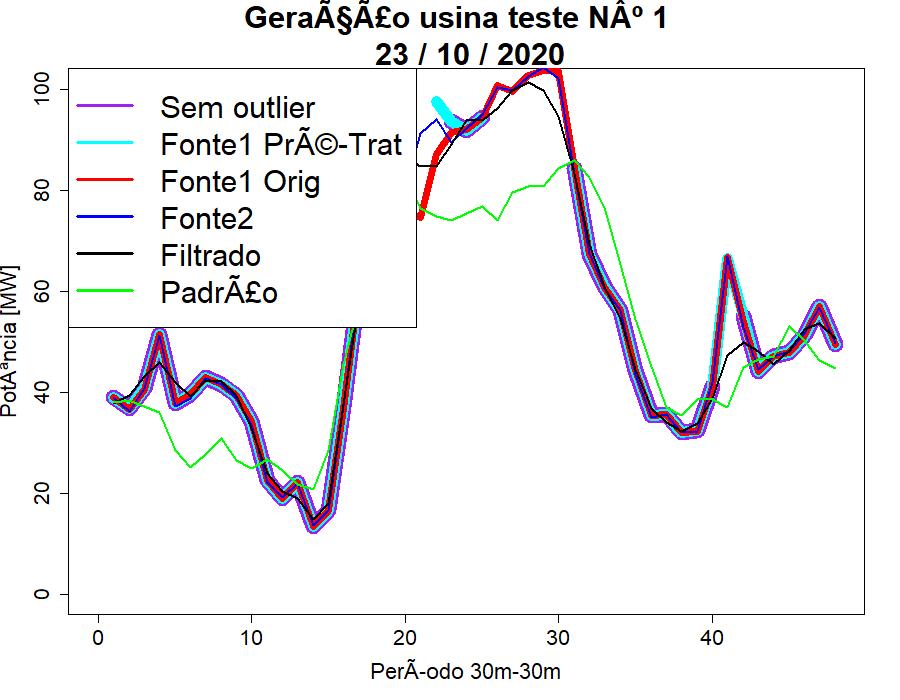 GeraÃ§Ã£o usina teste NÂº 1
23 / 10 / 2020
Sem outlier
Fonte1 PrÃ©-Trat
Fonte1 Orig
Fonte2
Filtrado
PadrÃ£o
PotÃªncia [MW]
100
80
60
40
20
0
0 10 20 30 40
PerÃ-odo 30m-30m